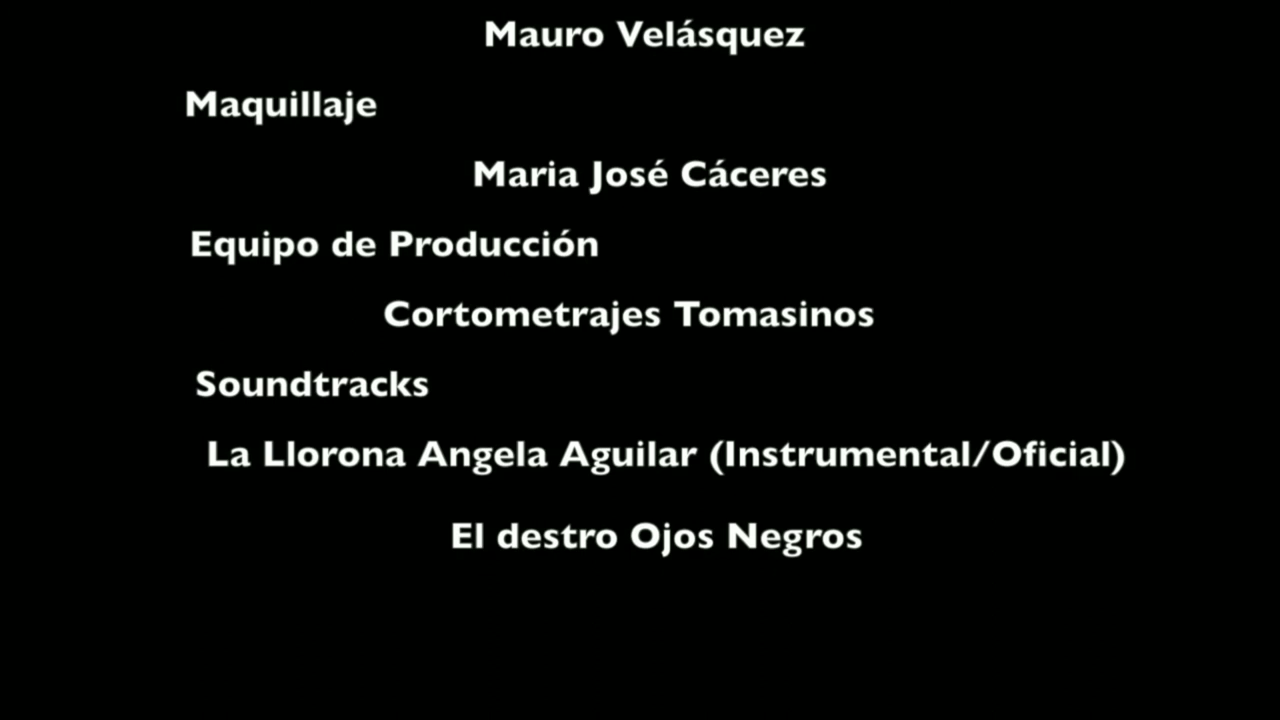 Mauro Velásquez
Maquillaje
Maria José Cáceres
Equipo de Producción
Cortometrajes Tomasinos
Soundtracks
La Llorona Angela Aguilar (Instrumental/Oficial)
El destro Ojos Negros